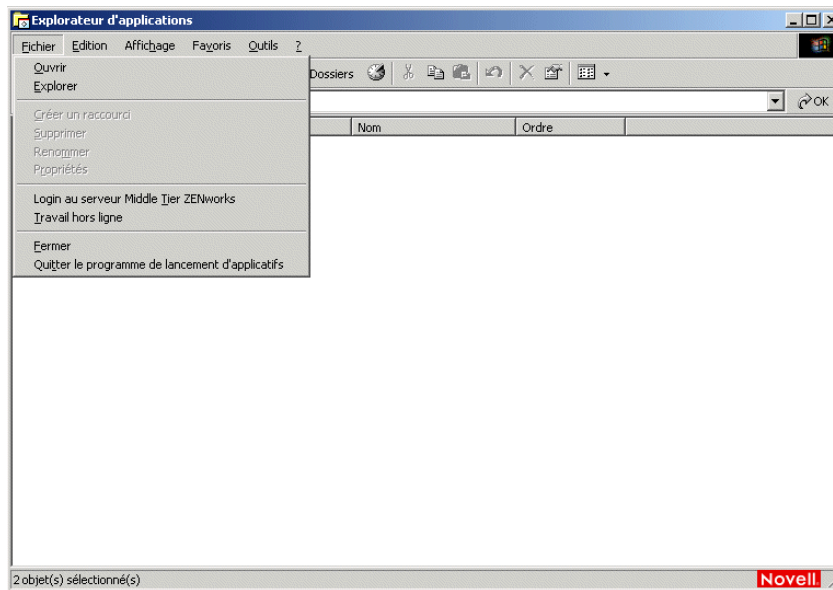 Explorateur d'applications
Fichier Edition Affichage Favoris Outils ?
Ouvrir
Explorer
Créer un raccourci
Supprimer
Renommer
Propriétés
Login au serveur Middle Tier ZENworks
Travail hors ligne
Fermer
Quitter le programme de lancement d'applicatifs
Dossiers
OK
Nom Ordre
2 objet(s) sélectionné(s)
Novell.